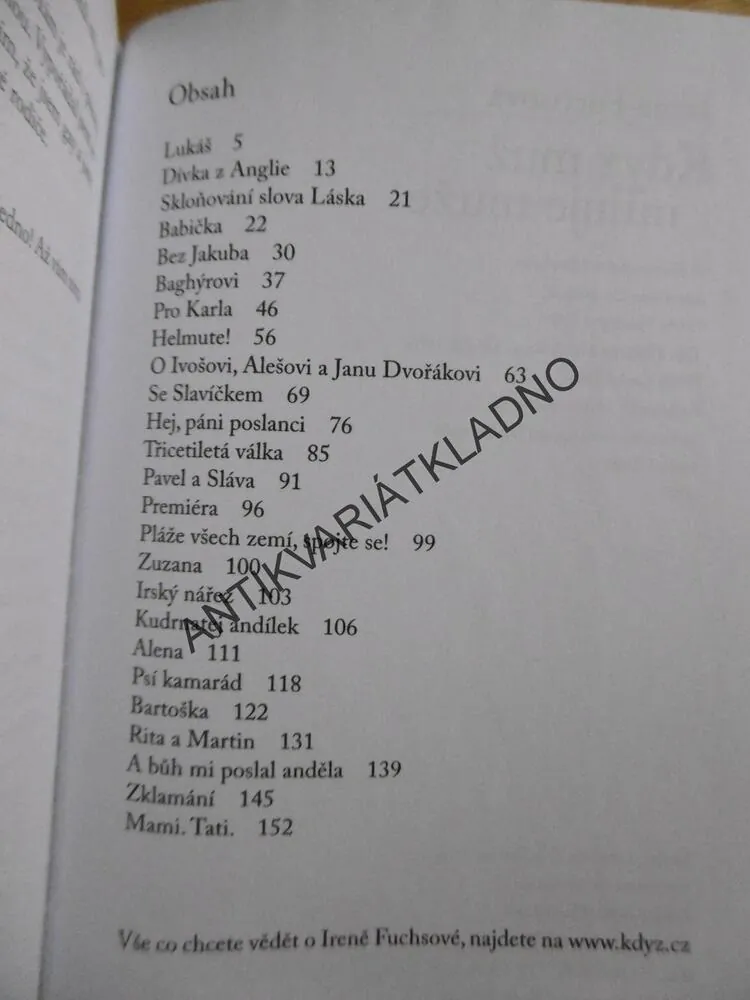 Obsah
Lukáš 5
Dívka z Anglie 13
Skloňování slova Láska 21
Babička 22
Bez Jakuba 30
Baghýrovi 37
Pro Karla 46
Helmute! 56
O Ivošovi, Alešovi a Janu Dvořákovi 63
Se Slavíčkem 69
Hej, páni poslanci 76
Třicetiletá válka 85
Pavel a Sláva 91
Premiéra 96
Pláže všech zemí, spojte se! 99
Zuzana 100
Irský nářez 103
Kudrnatej andílek 106
Alena 111
Psí kamarád 118
Bartoška 122
Rita a Martin 131
A bůh mi poslal anděla 139
Zklamání 145
Mami. Tati. 152
Vše co chcete vědět o Ireně Fuchsové, najdete na www.kdyz.cz
ANTIKVARIÁTKLADNO